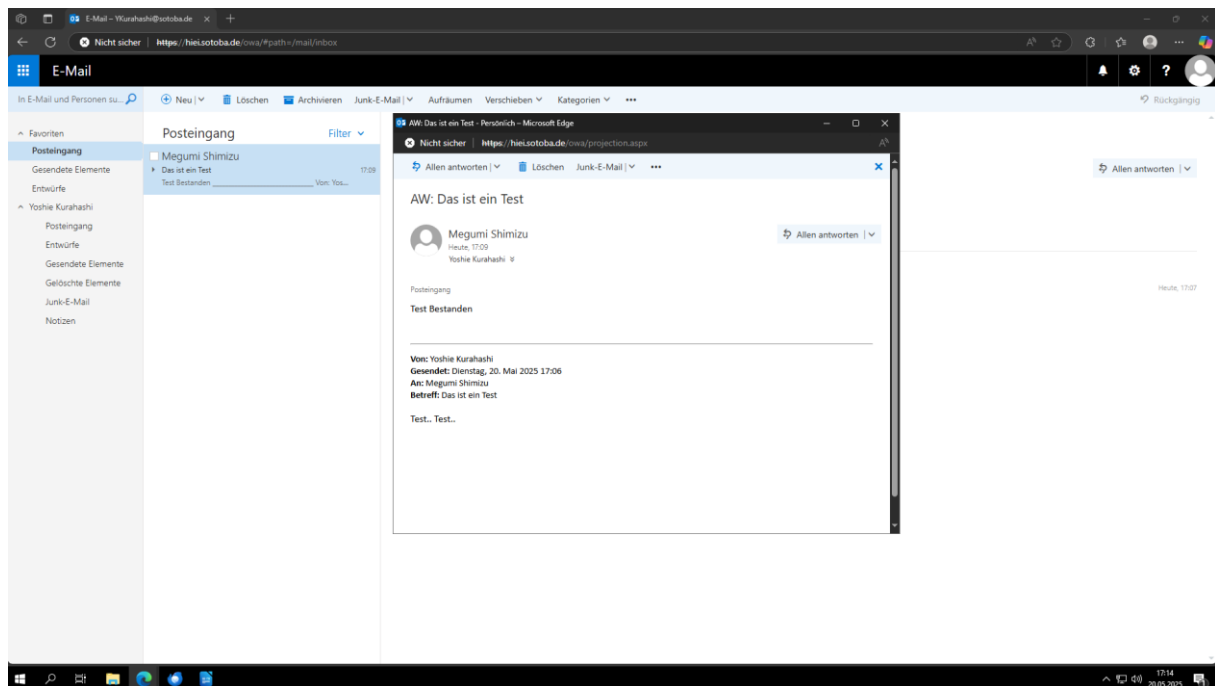 E-Mail – YKurahashi@sotoba.de
Nicht sicher | https://hiei.sotoba.de/owa/#path=/mail/inbox
E-Mail
?
In E-Mail und Personen su...
Neu | Löschen Archivieren Junk-E-Mail | Aufräumen Verschieben Kategorien ••• Rückgängig
Favoriten
Posteingang
Gesendete Elemente
Entwürfe
Yoshie Kurahashi
Posteingang
Entwürfe
Gesendete Elemente
Gelöschte Elemente
Junk-E-Mail
Notizen
Posteingang Filter
Megumi Shimizu
Das ist ein Test 17:09
Test Bestanden ________________ Von: Yos...
AW: Das ist ein Test - Persönlich – Microsoft Edge
Nicht sicher | https://hiei.sotoba.de/owa/projection.aspx
Allen antworten | Löschen Junk-E-Mail | •••
AW: Das ist ein Test
Megumi Shimizu
Heute, 17:09
Yoshie Kurahashi
Allen antworten |
Posteingang
Test Bestanden
Von: Yoshie Kurahashi
Gesendet: Dienstag, 20. Mai 2025 17:06
An: Megumi Shimizu
Betreff: Das ist ein Test
Test.. Test..
Allen antworten |
Heute, 17:07
17:14
20.05.2025